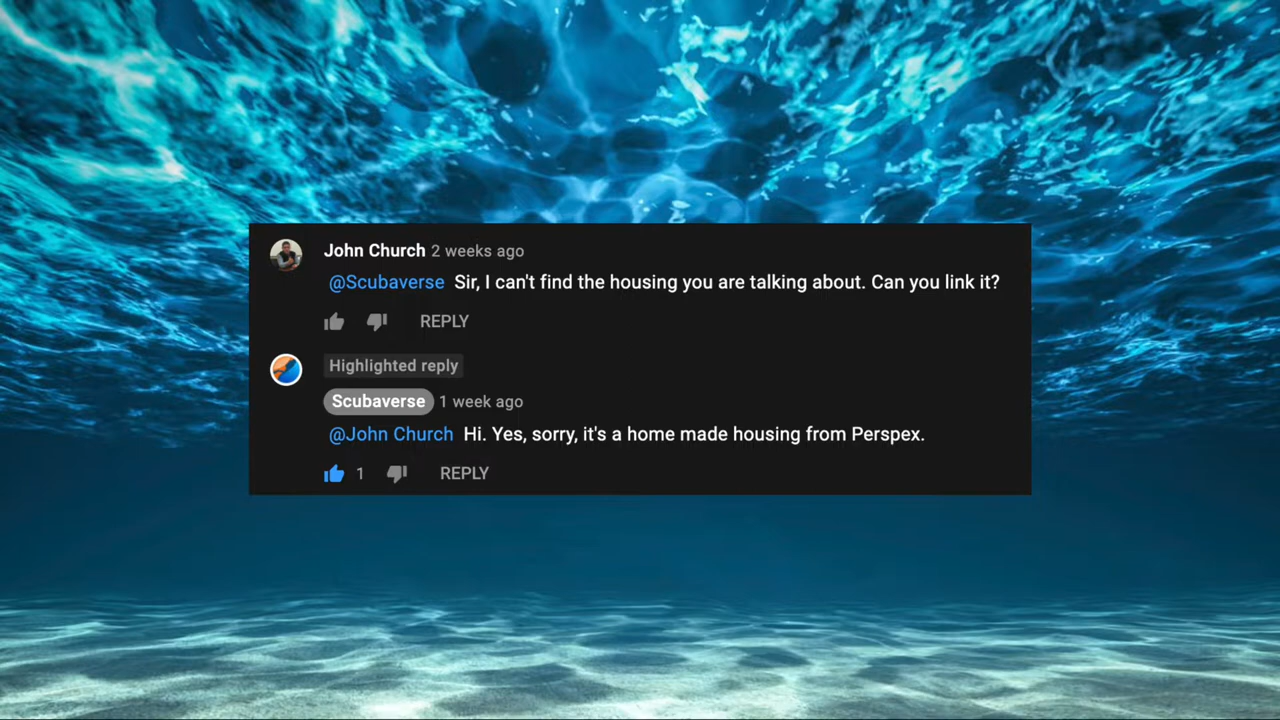 John Church 2 weeks ago
@Scubaverse Sir, I can't find the housing you are talking about. Can you link it?
REPLY
Highlighted reply
Scubaverse 1 week ago
@John Church Hi. Yes, sorry, it's a home made housing from Perspex.
1 REPLY